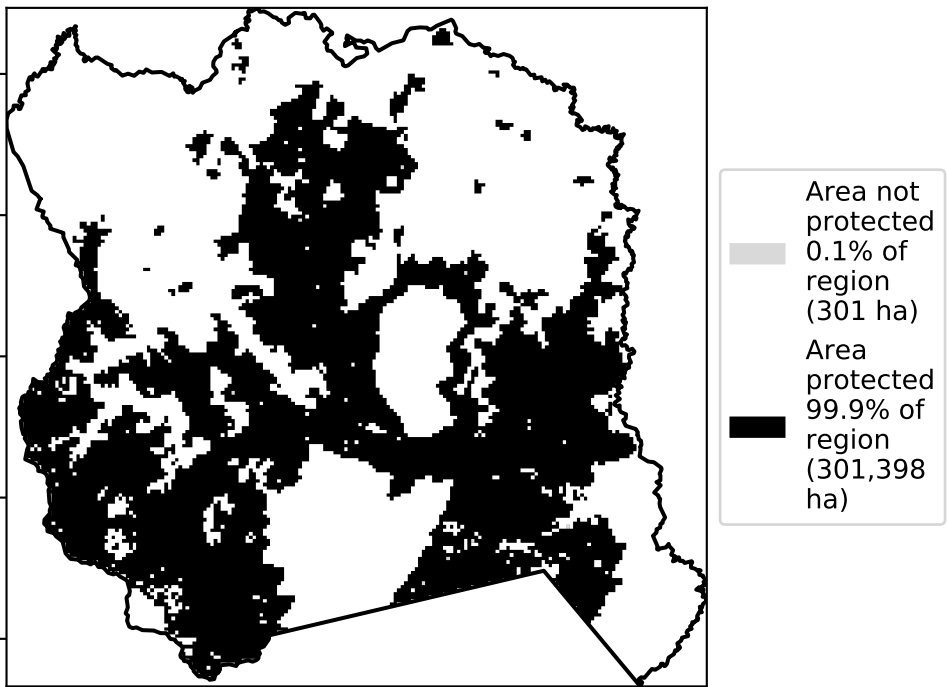 Area not
protected
0.1% of
region
(301 ha)
Area
protected
99.9% of
region
(301,398
ha)